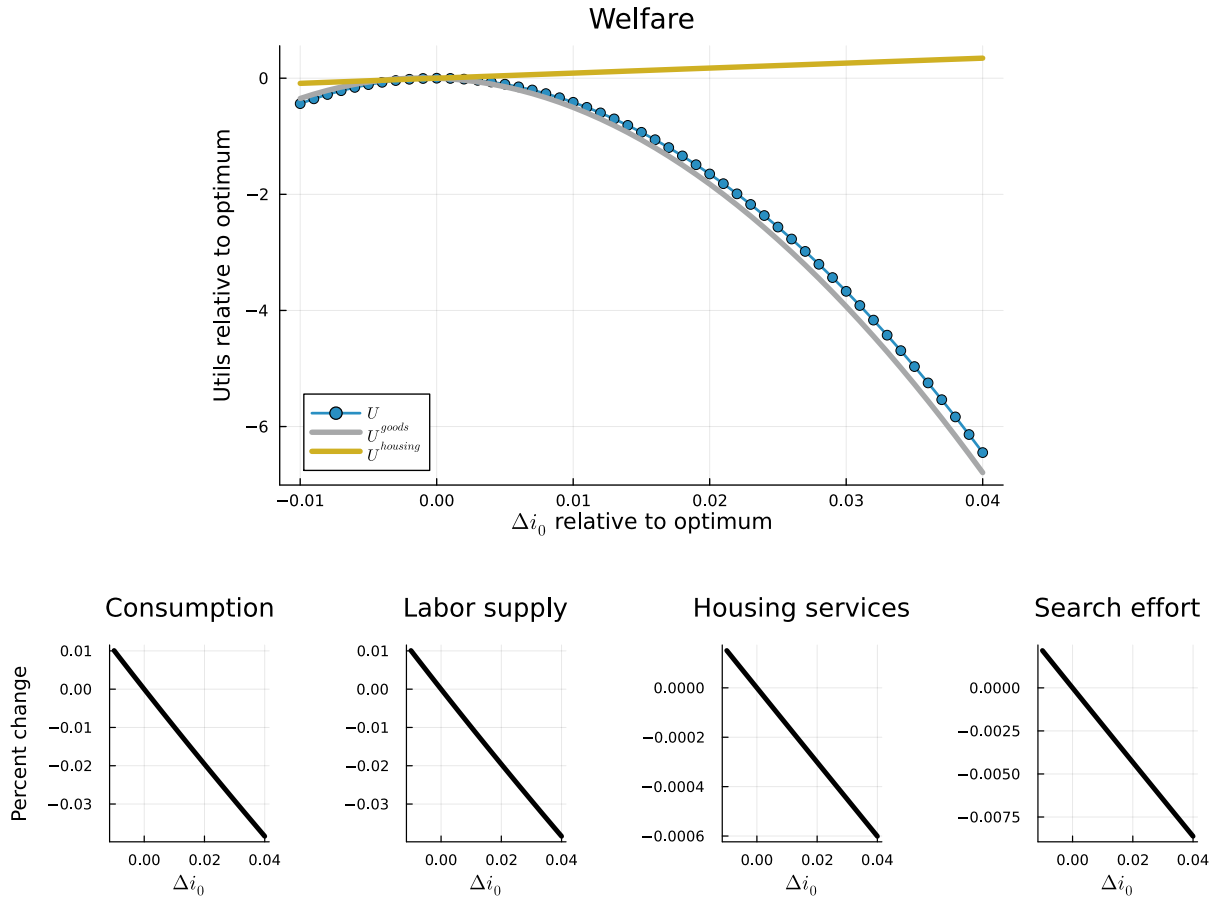 Welfare
Utils relative to optimum
0
−2
−4
−6
U
U^goods
U^housing
−0.01
0.00
0.01
0.02
0.03
0.04
Δi₀ relative to optimum
Consumption
Labor supply
Housing services
Search effort
Percent change
0.01
0.00
−0.01
−0.02
−0.03
0.00
0.02
0.04
Δi₀
0.01
0.00
−0.01
−0.02
−0.03
0.00
0.02
0.04
Δi₀
0.0000
−0.0002
−0.0004
−0.0006
0.00
0.02
0.04
Δi₀
0.0000
−0.0025
−0.0050
−0.0075
0.00
0.02
0.04
Δi₀